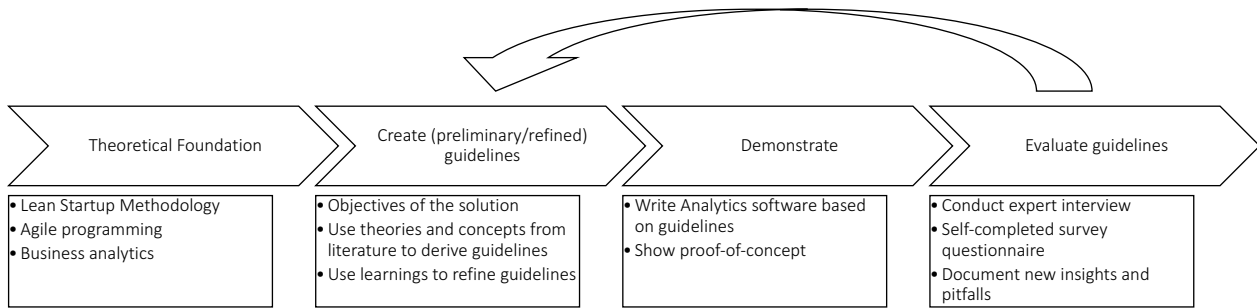 Theoretical Foundation
Create (preliminary/refined)
guidelines
Demonstrate
Evaluate guidelines
• Lean Startup Methodology
• Agile programming
• Business analytics
• Objectives of the solution
• Use theories and concepts from
literature to derive guidelines
• Use learnings to refine guidelines
• Write Analytics software based
on guidelines
• Show proof-of-concept
• Conduct expert interview
• Self-completed survey
questionnaire
• Document new insights and
pitfalls